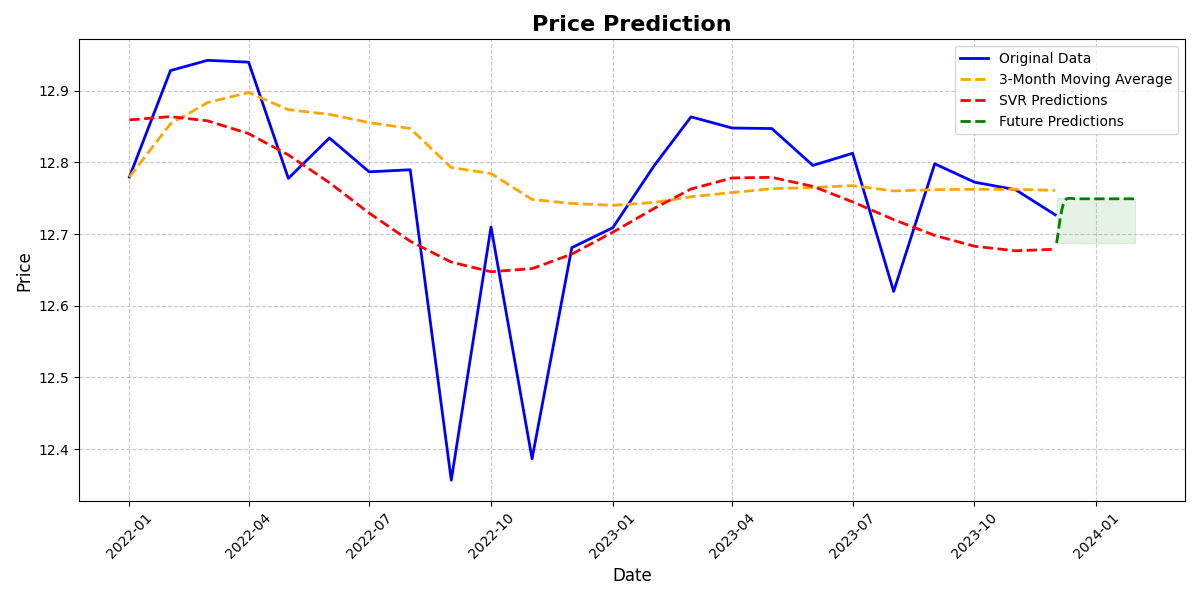 Price Prediction
Original Data
3-Month Moving Average
SVR Predictions
Future Predictions
Price
12.9
12.8
12.7
12.6
12.5
12.4
2022-01
2022-04
2022-07
2022-10
2023-01
2023-04
2023-07
2023-10
2024-01
Date